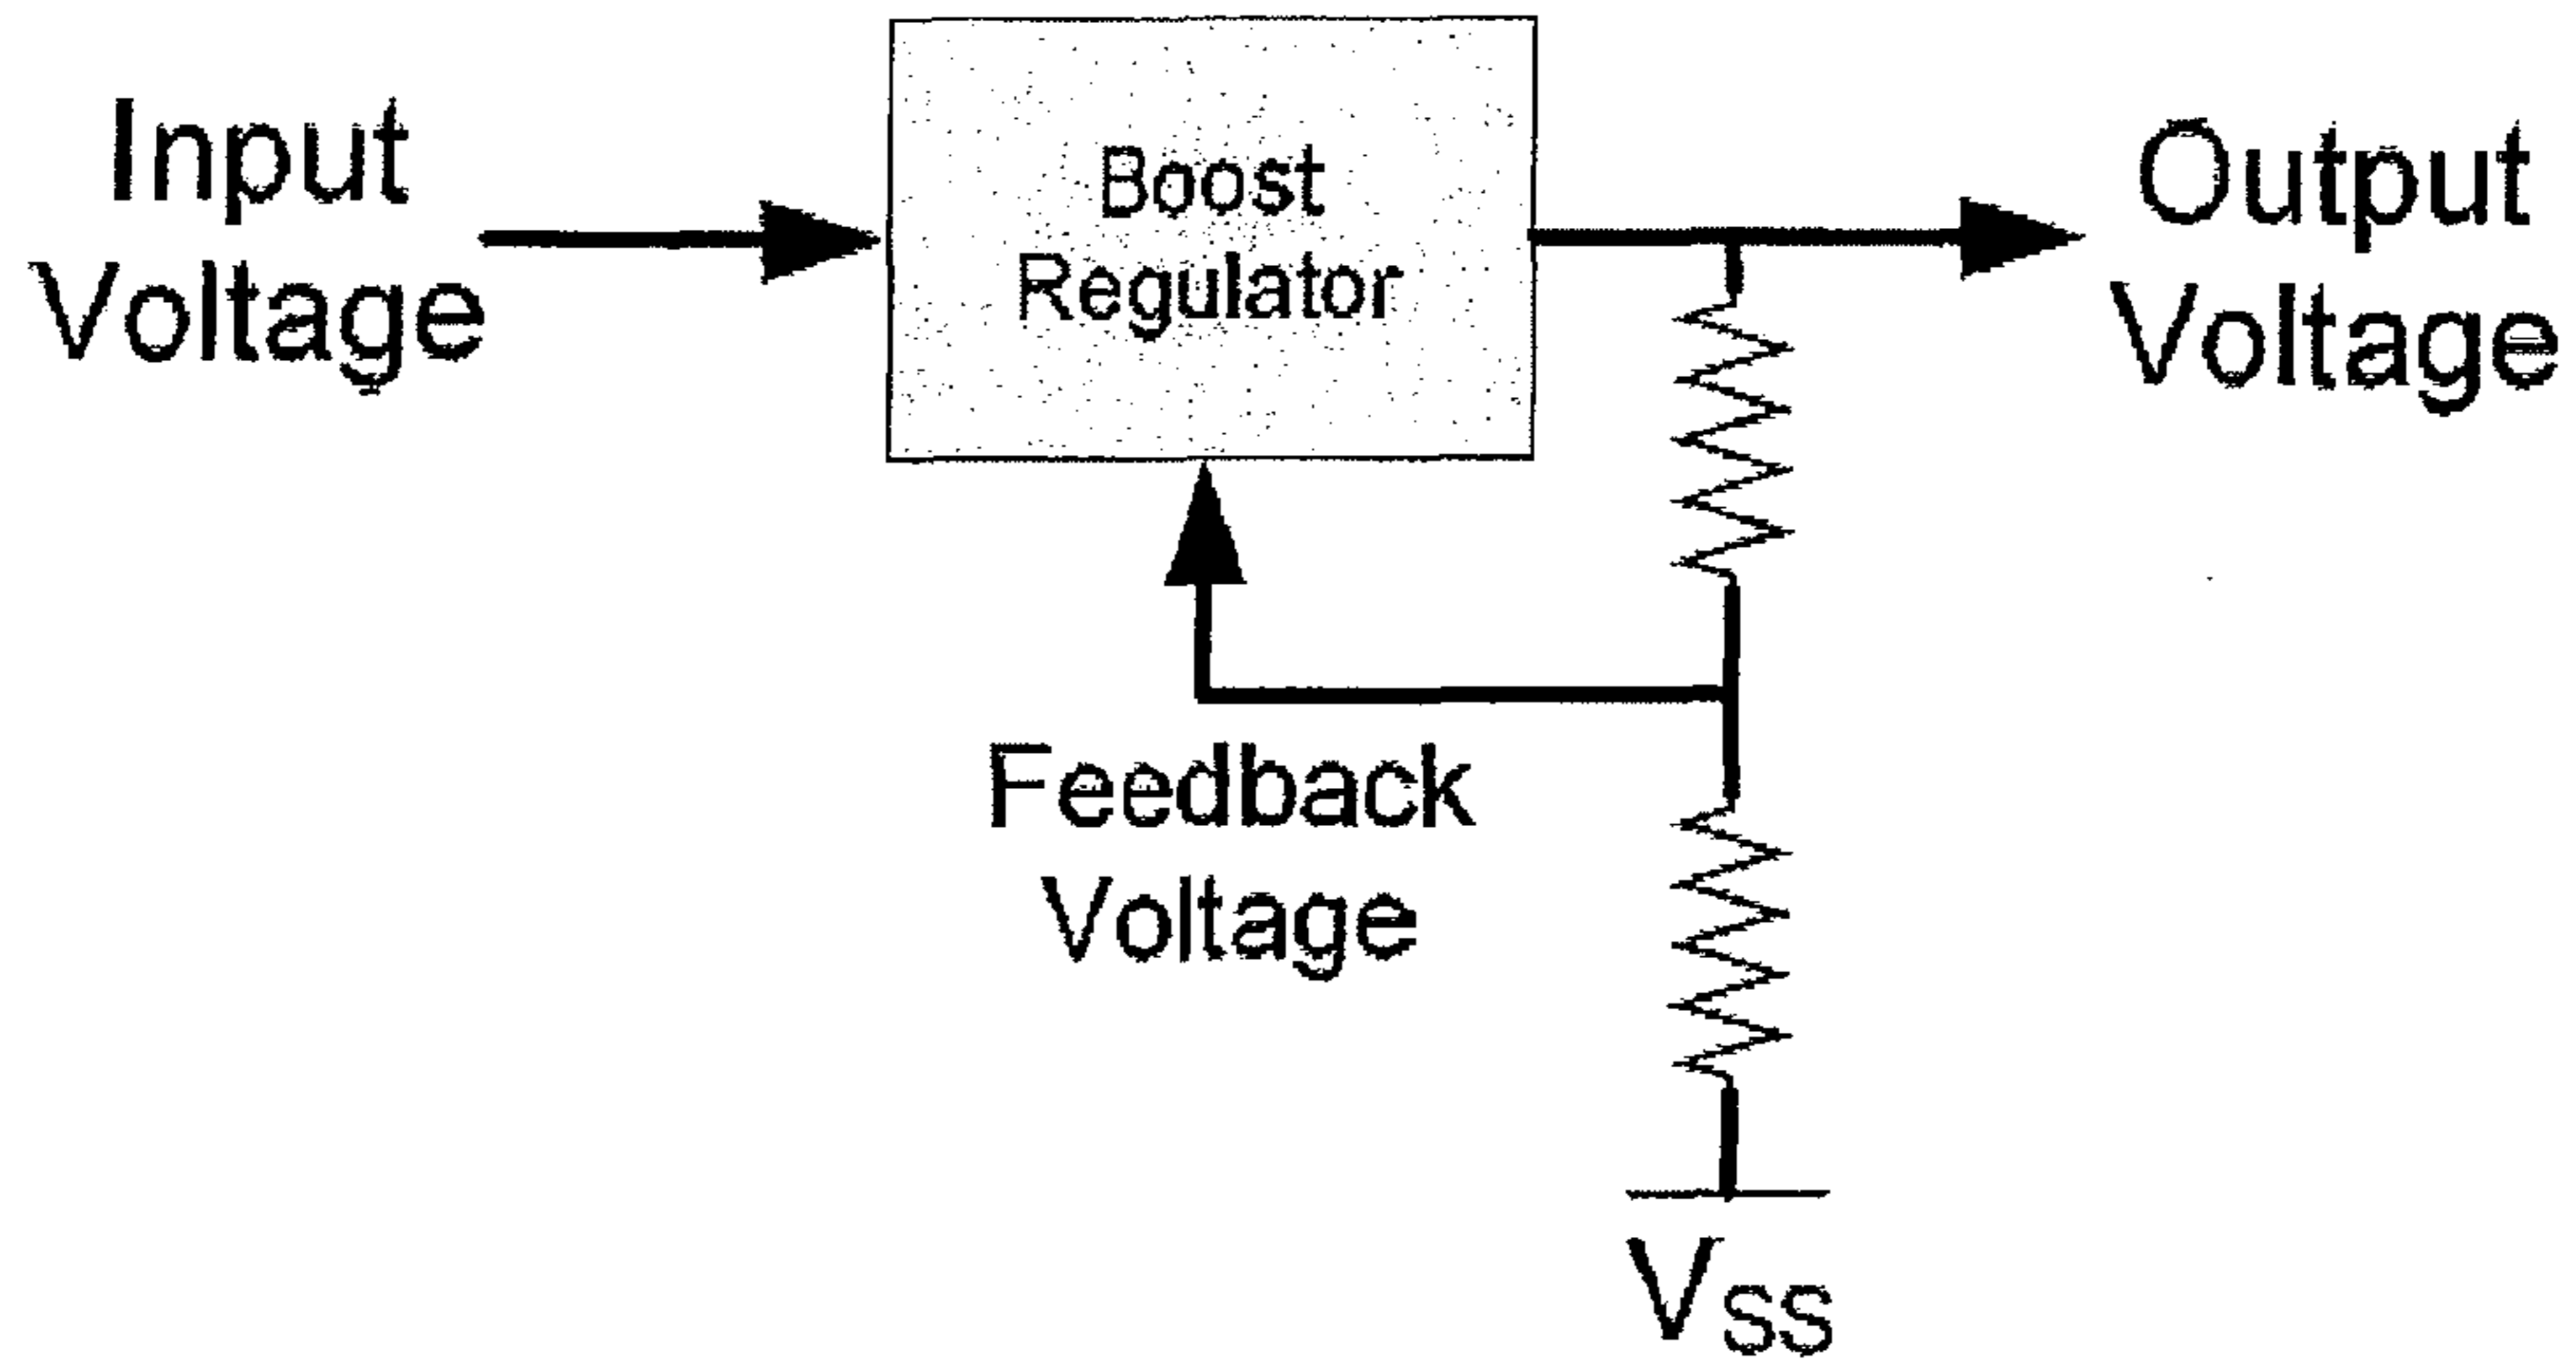 Input
Voltage
Boost
Regulator
Output
Voltage
Feedback
Voltage
VSS